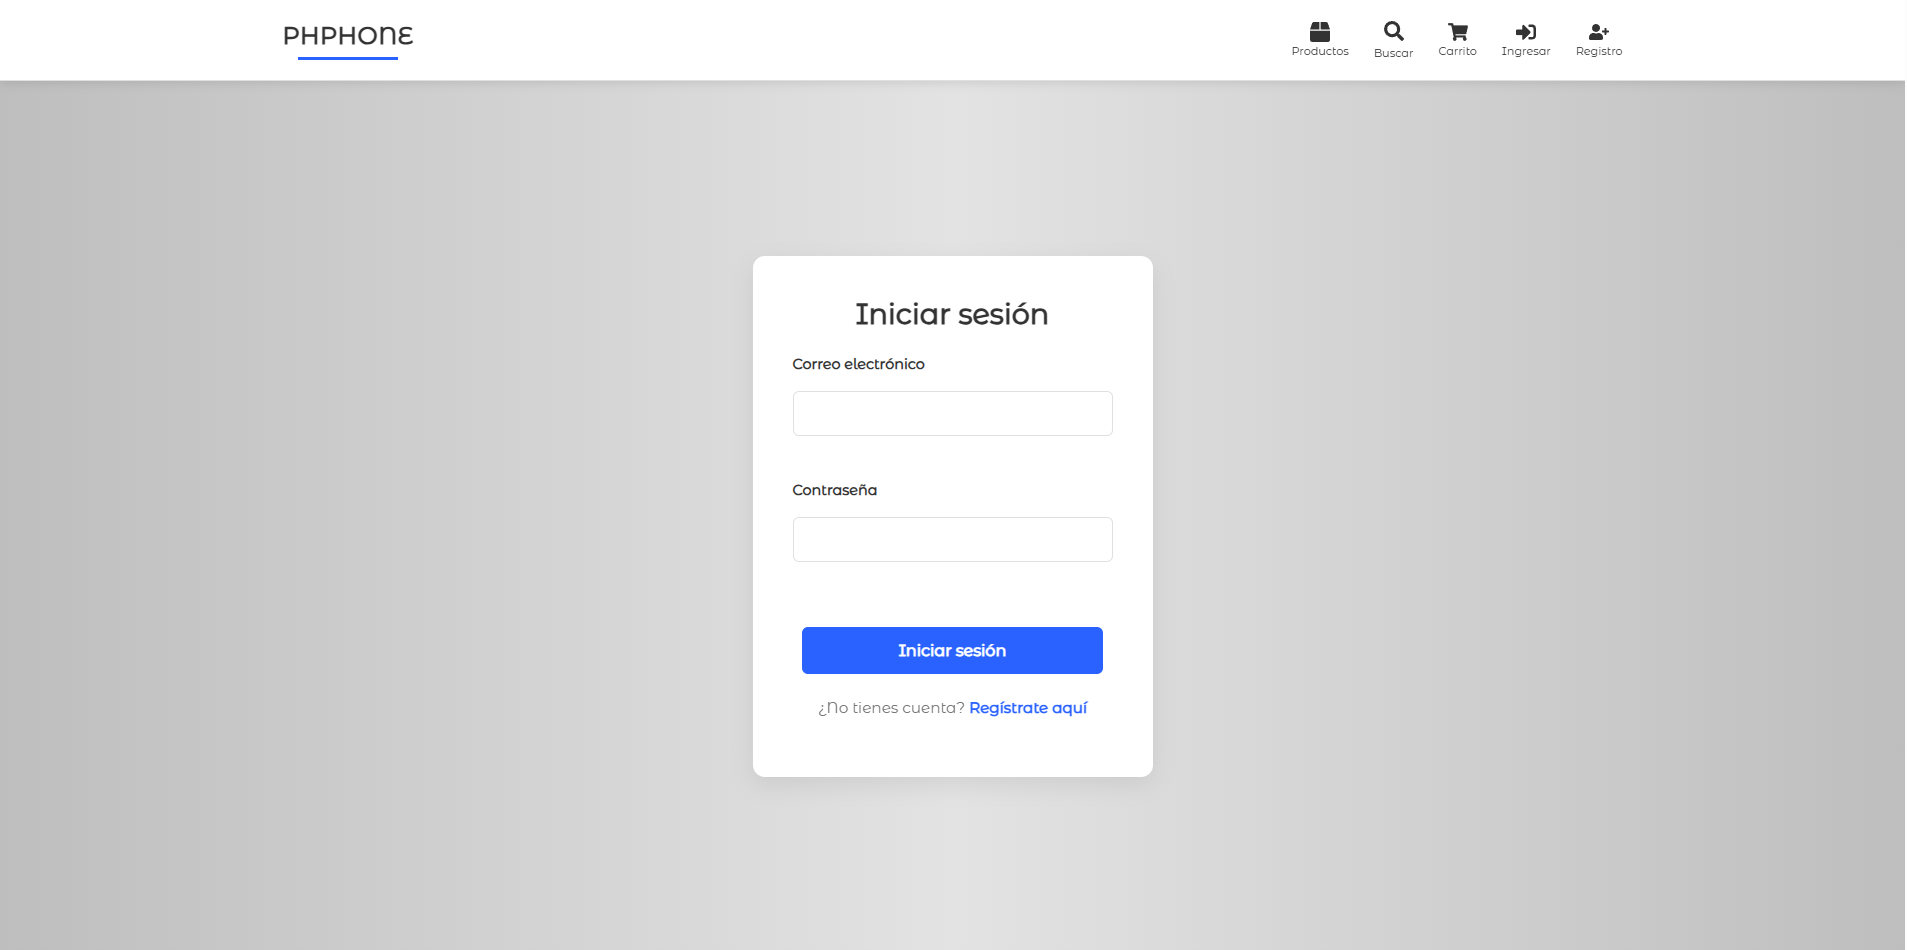 PHPHONE
Productos
Buscar
Carrito
Ingresar
Registro
Iniciar sesión
Correo electrónico
Contraseña
Iniciar sesión
¿No tienes cuenta? Regístrate aquí